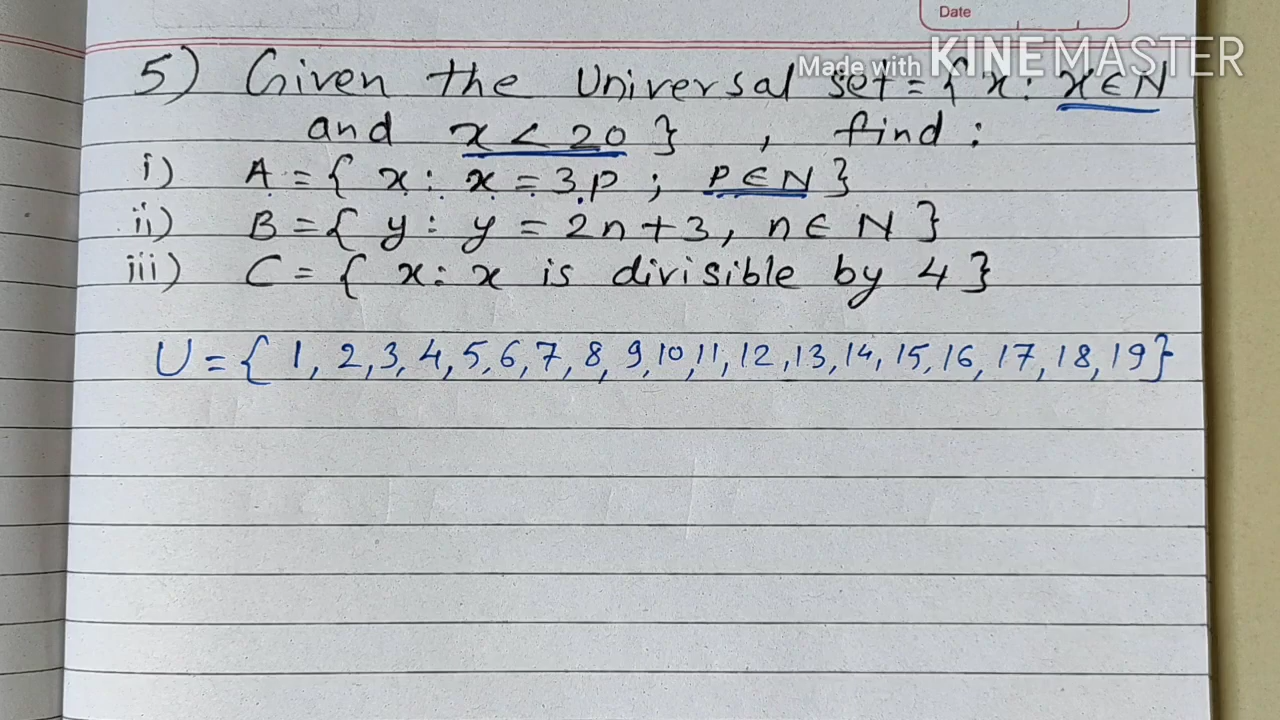 Date
Made with KINEMASTER
5) Given the Universal set = { x : x ∈ N
and x < 20 } , find :
i) A = { x : x = 3p ; p ∈ N }
ii) B = { y : y = 2n + 3, n ∈ N }
iii) C = { x : x is divisible by 4 }
U = { 1, 2, 3, 4, 5, 6, 7, 8, 9, 10, 11, 12, 13, 14, 15, 16, 17, 18, 19 }